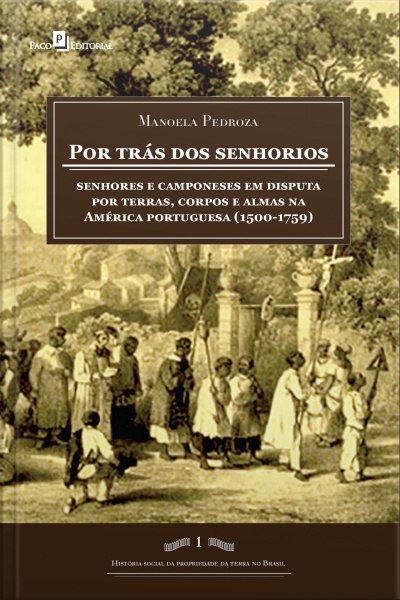 Paco Editorial
Manoela Pedroza
Por trás dos senhorios
senhores e camponeses em disputa
por terras, corpos e almas na
América portuguesa (1500-1759)
1
História social da propriedade da terra no Brasil